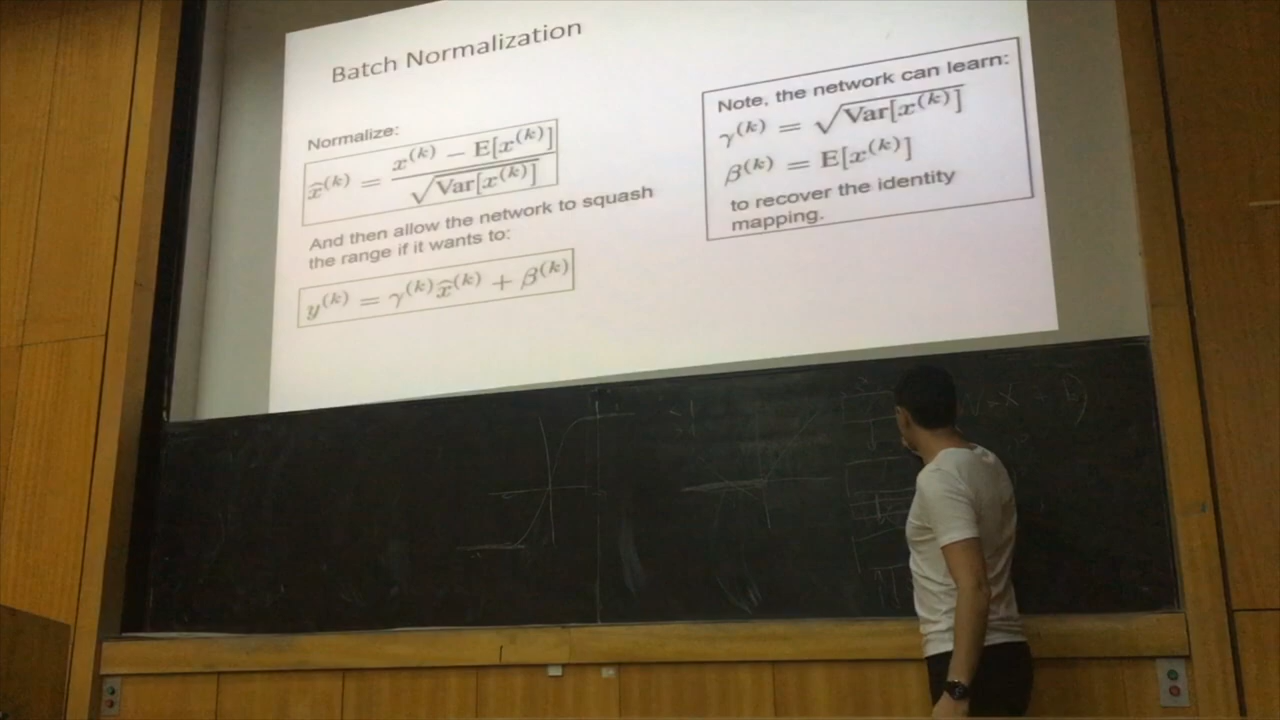 Batch Normalization
Normalize:
x̂^(k) = (x^(k) − E[x^(k)]) / √Var[x^(k)]
And then allow the network to squash
the range if it wants to:
y^(k) = γ^(k) x̂^(k) + β^(k)
Note, the network can learn:
γ^(k) = √Var[x^(k)]
β^(k) = E[x^(k)]
to recover the identity
mapping.